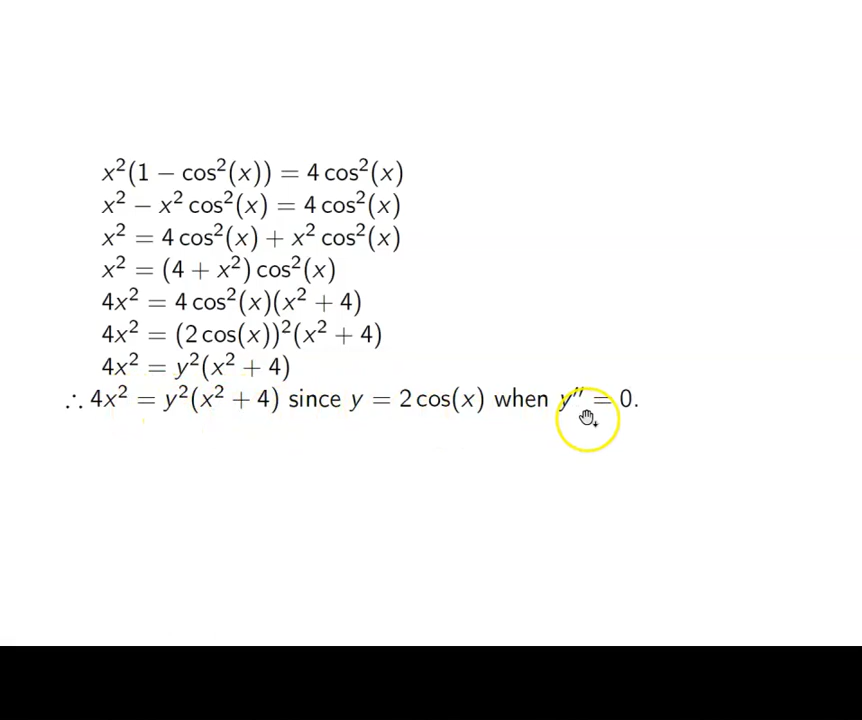 x²(1 − cos²(x)) = 4 cos²(x)
x² − x² cos²(x) = 4 cos²(x)
x² = 4 cos²(x) + x² cos²(x)
x² = (4 + x²) cos²(x)
4x² = 4 cos²(x)(x² + 4)
4x² = (2 cos(x))²(x² + 4)
4x² = y²(x² + 4)
∴ 4x² = y²(x² + 4) since y = 2 cos(x) when y″ = 0.